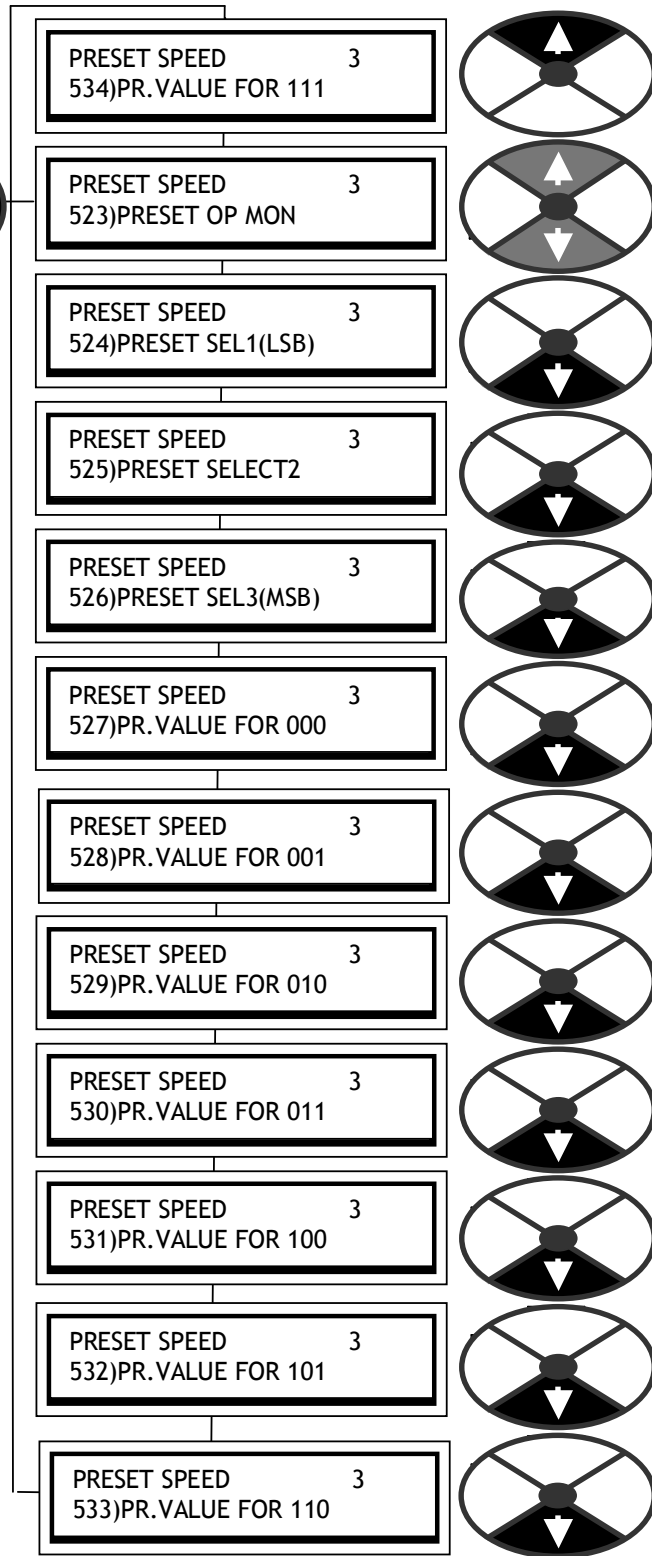 PRESET SPEED 3
534)PR.VALUE FOR 111
PRESET SPEED 3
523)PRESET OP MON
PRESET SPEED 3
524)PRESET SEL1(LSB)
PRESET SPEED 3
525)PRESET SELECT2
PRESET SPEED 3
526)PRESET SEL3(MSB)
PRESET SPEED 3
527)PR.VALUE FOR 000
PRESET SPEED 3
528)PR.VALUE FOR 001
PRESET SPEED 3
529)PR.VALUE FOR 010
PRESET SPEED 3
530)PR.VALUE FOR 011
PRESET SPEED 3
531)PR.VALUE FOR 100
PRESET SPEED 3
532)PR.VALUE FOR 101
PRESET SPEED 3
533)PR.VALUE FOR 110